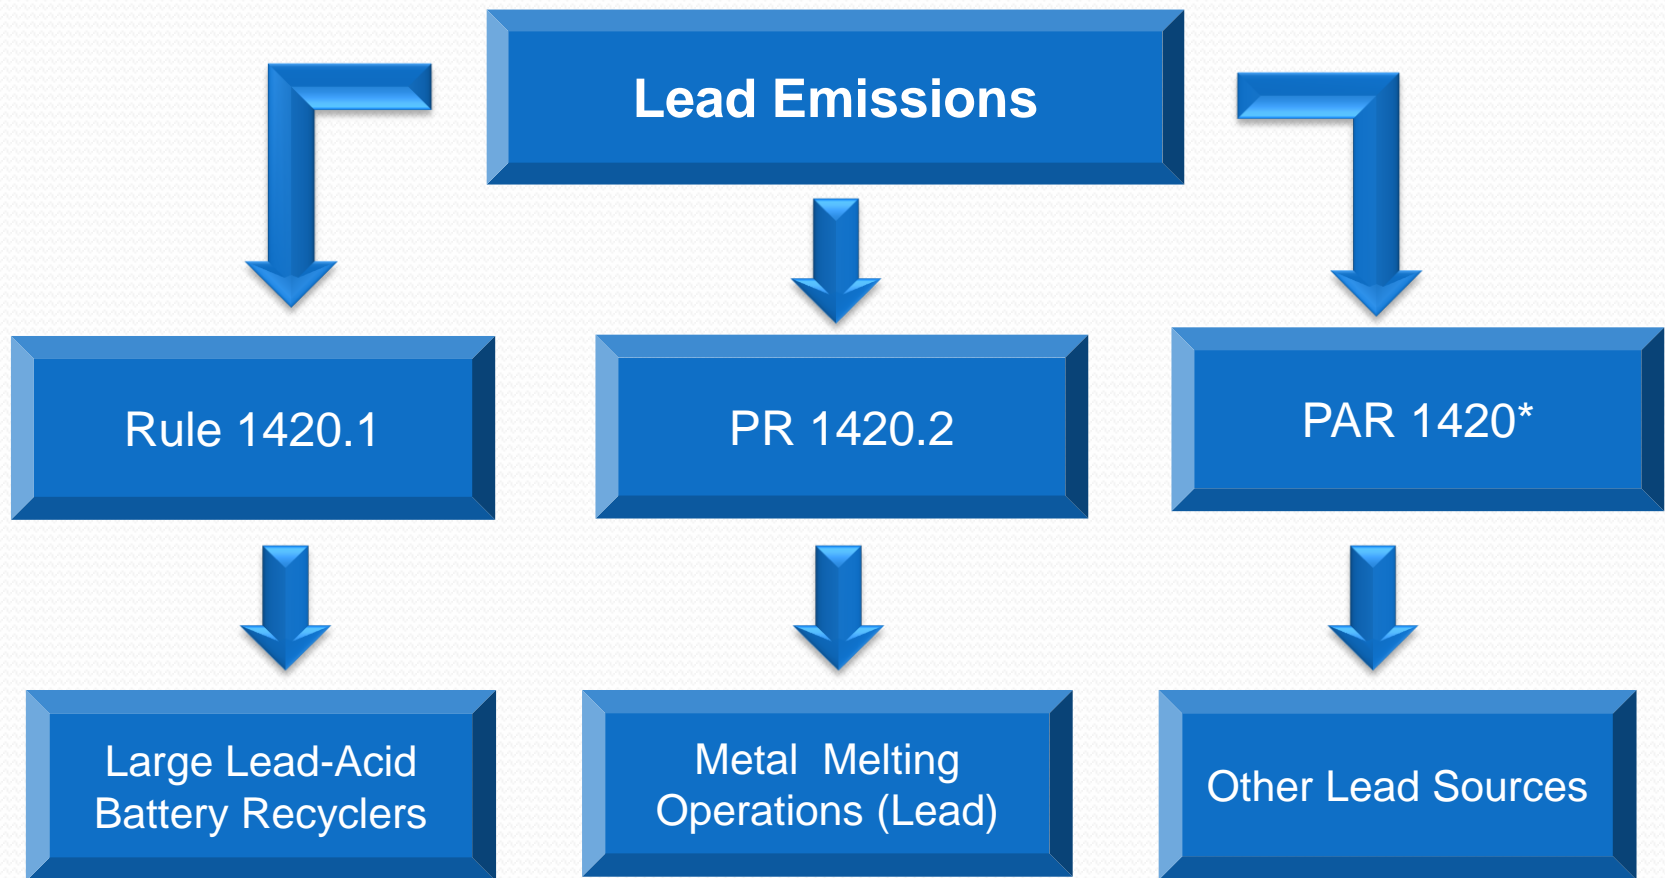 Lead Emissions
Rule 1420.1
PR 1420.2
PAR 1420*
Large Lead-Acid
Battery Recyclers
Metal Melting
Operations (Lead)
Other Lead Sources